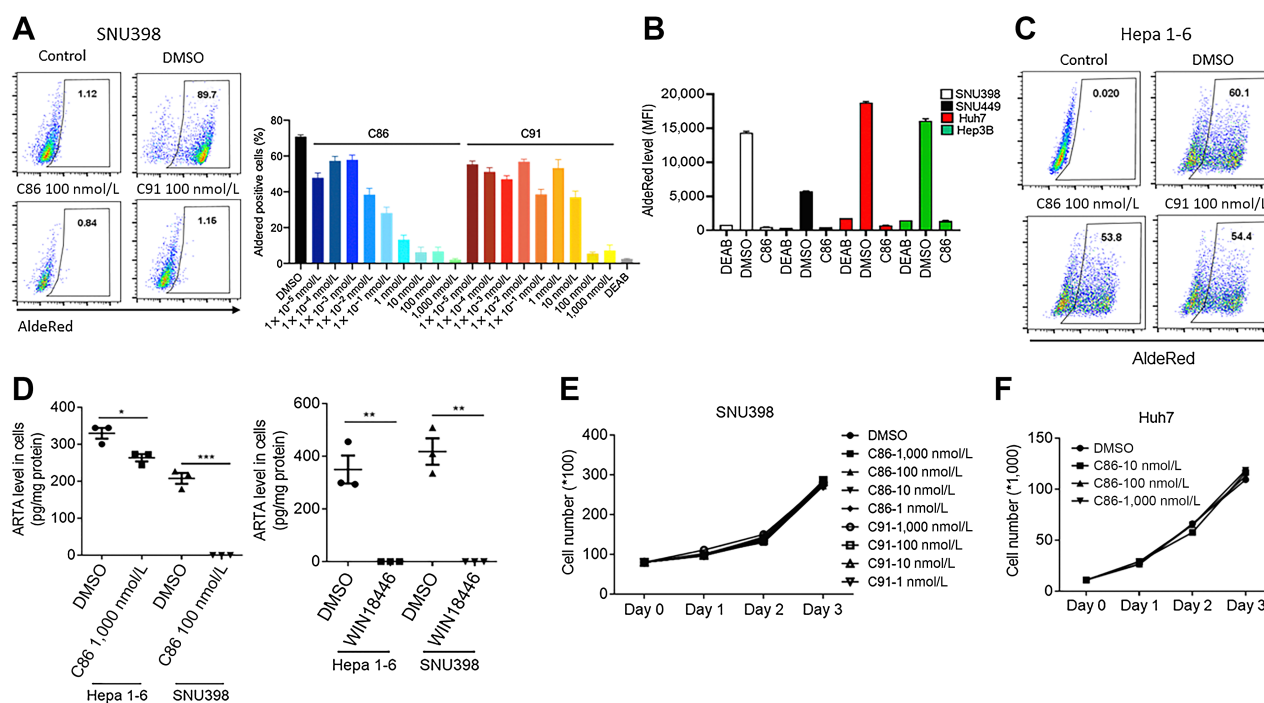 A
SNU398
Control
DMSO
1.12
89.7
C86 100 nmol/L
C91 100 nmol/L
0.84
1.16
AldeRed
Aldered positive cells (%)
80
60
40
20
0
C86
C91
DMSO
1×10-5 nmol/L
1×10-4 nmol/L
1×10-3 nmol/L
1×10-2 nmol/L
1×10-1 nmol/L
1 nmol/L
10 nmol/L
100 nmol/L
1,000 nmol/L
1×10-5 nmol/L
1×10-4 nmol/L
1×10-3 nmol/L
1×10-2 nmol/L
1×10-1 nmol/L
1 nmol/L
10 nmol/L
100 nmol/L
1,000 nmol/L
DEAB
B
AldeRed level (MFI)
20,000
15,000
10,000
5,000
0
SNU398
SNU449
Huh7
Hep3B
DEAB
DMSO
C86
DEAB
DMSO
C86
DEAB
DMSO
C86
DEAB
DMSO
C86
C
Hepa 1-6
Control
DMSO
0.020
60.1
C86 100 nmol/L
C91 100 nmol/L
53.8
54.4
AldeRed
D
ARTA level in cells
(pg/mg protein)
400
300
200
100
0
*
***
DMSO
C86 1,000 nmol/L
DMSO
C86 100 nmol/L
Hepa 1-6
SNU398
ARTA level in cells
(pg/mg protein)
600
400
200
0
**
**
DMSO
WIN18446
DMSO
WIN18446
Hepa 1-6
SNU398
E
SNU398
Cell number (*100)
400
300
200
100
0
Day 0
Day 1
Day 2
Day 3
DMSO
C86-1,000 nmol/L
C86-100 nmol/L
C86-10 nmol/L
C86-1 nmol/L
C91-1,000 nmol/L
C91-100 nmol/L
C91-10 nmol/L
C91-1 nmol/L
F
Huh7
Cell number (*1,000)
150
100
50
0
DMSO
C86-10 nmol/L
C86-100 nmol/L
C86-1,000 nmol/L
Day 0
Day 1
Day 2
Day 3